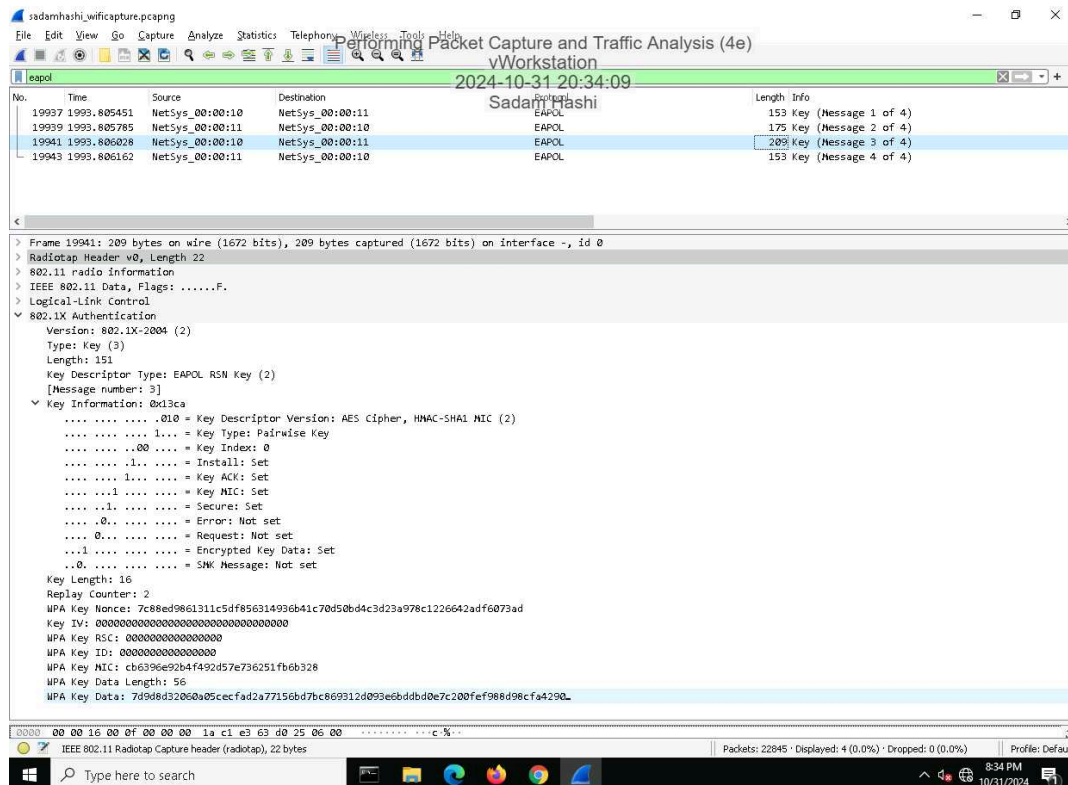 sadamhashi_wificapture.pcapng
File Edit View Go Capture Analyze Statistics Telephony Wireless Tools Help
Performing Packet Capture and Traffic Analysis (4e)
vWorkstation
2024-10-31 20:34:09
Sadam Hashi
eapol
No. Time Source Destination Protocol Length Info
19937 1993.805451 NetSys_00:00:10 NetSys_00:00:11 EAPOL 153 Key (Message 1 of 4)
19939 1993.805785 NetSys_00:00:11 NetSys_00:00:10 EAPOL 175 Key (Message 2 of 4)
19941 1993.806028 NetSys_00:00:10 NetSys_00:00:11 EAPOL 209 Key (Message 3 of 4)
19943 1993.806162 NetSys_00:00:11 NetSys_00:00:10 EAPOL 153 Key (Message 4 of 4)
Frame 19941: 209 bytes on wire (1672 bits), 209 bytes captured (1672 bits) on interface -, id 0
Radiotap Header v0, Length 22
802.11 radio information
IEEE 802.11 Data, Flags: ......F.
Logical-Link Control
802.1X Authentication
Version: 802.1X-2004 (2)
Type: Key (3)
Length: 151
Key Descriptor Type: EAPOL RSN Key (2)
[Message number: 3]
Key Information: 0x13ca
.... .... .... .010 = Key Descriptor Version: AES Cipher, HMAC-SHA1 MIC (2)
.... .... .... 1... = Key Type: Pairwise Key
.... .... ..00 .... = Key Index: 0
.... .... .1.. .... = Install: Set
.... .... 1... .... = Key ACK: Set
.... ...1 .... .... = Key MIC: Set
.... ..1. .... .... = Secure: Set
.... .0.. .... .... = Error: Not set
.... 0... .... .... = Request: Not set
...1 .... .... .... = Encrypted Key Data: Set
..0. .... .... .... = SMK Message: Not set
Key Length: 16
Replay Counter: 2
WPA Key Nonce: 7c88ed9861311c5df856314936b41c70d50bd4c3d23a978c1226642adf6073ad
Key IV: 00000000000000000000000000000000
WPA Key RSC: 0000000000000000
WPA Key ID: 0000000000000000
WPA Key MIC: cb6396e92b4f492d57e736251fb6b328
WPA Key Data Length: 56
WPA Key Data: 7d9d8d32060a05cecfad2a77156bd7bc869312d093e6bddbd0e7c200fef988d98cfa4290…
0000 00 00 16 00 0f 00 00 00 1a c1 e3 63 d0 25 06 00 ········ ···c·%··
IEEE 802.11 Radiotap Capture header (radiotap), 22 bytes
Packets: 22845 · Displayed: 4 (0.0%) · Dropped: 0 (0.0%)
Profile: Defau
Type here to search
8:34 PM
10/31/2024
1